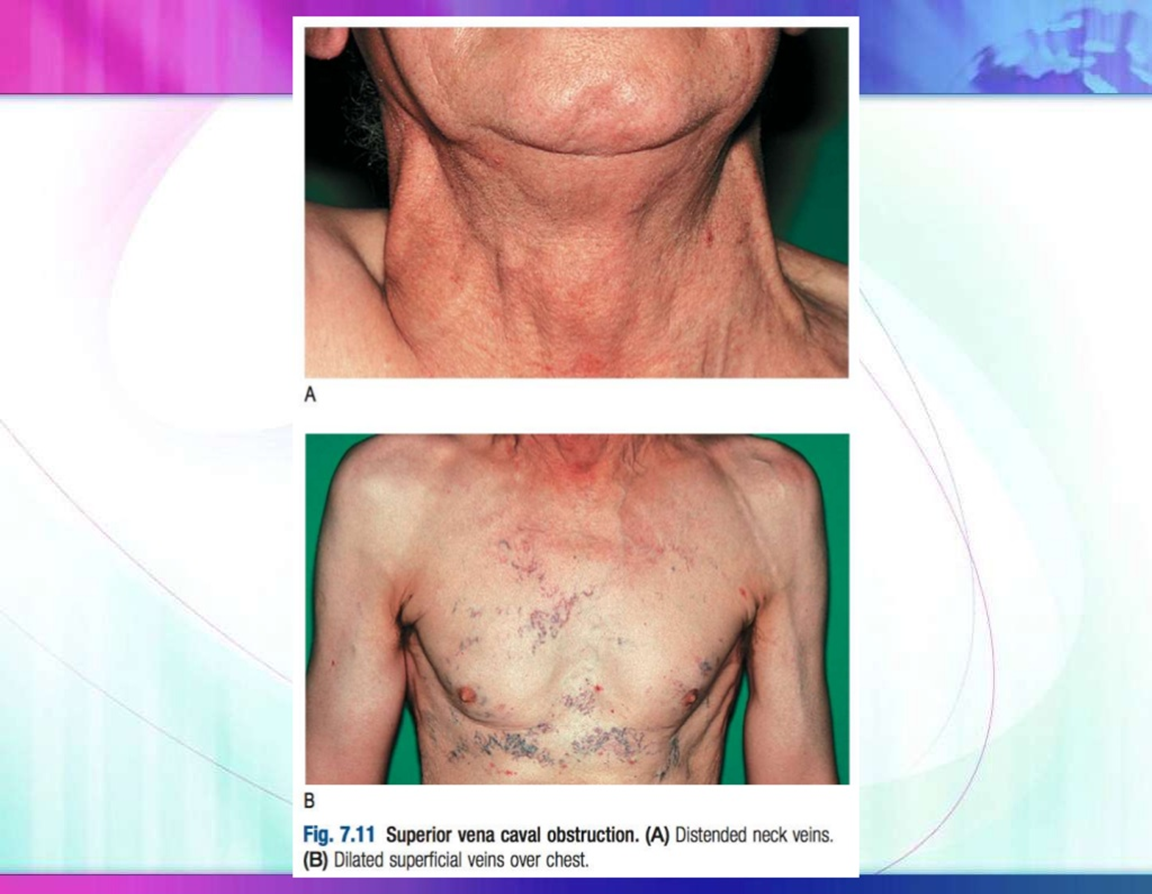 A
B
Fig. 7.11 Superior vena caval obstruction. (A) Distended neck veins.
(B) Dilated superficial veins over chest.